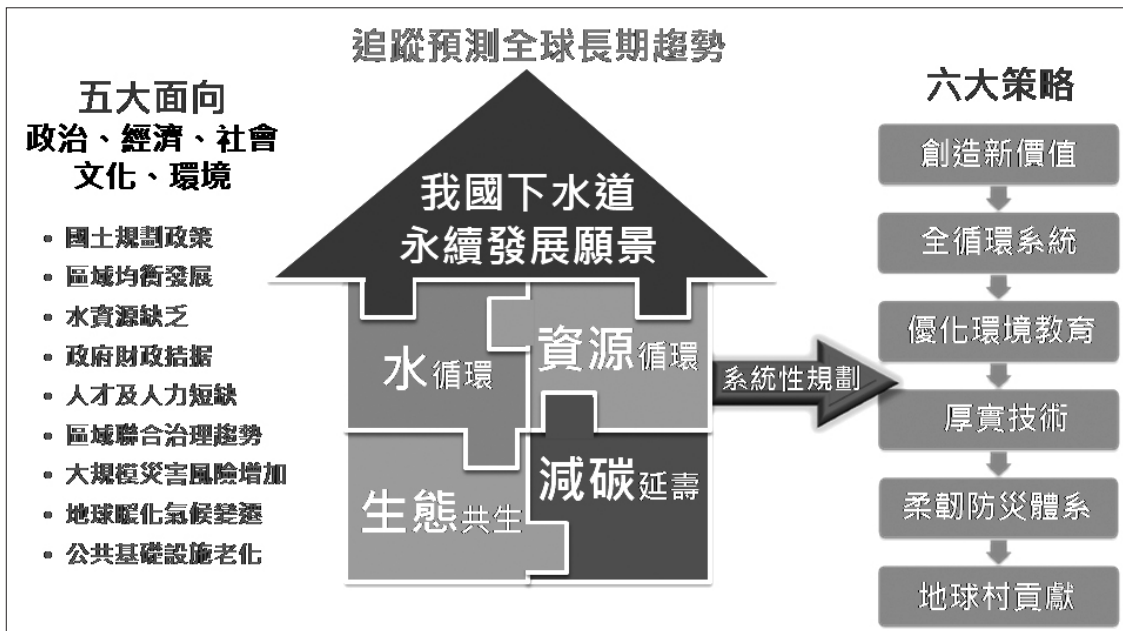 追蹤預測全球長期趨勢
五大面向
政治、經濟、社會
文化、環境
• 國土規劃政策
• 區域均衡發展
• 水資源缺乏
• 政府財政拮据
• 人才及人力短缺
• 區域聯合治理趨勢
• 大規模災害風險增加
• 地球暖化氣候變遷
• 公共基礎設施老化
我國下水道
永續發展願景
水循環
資源循環
生態共生
減碳延壽
系統性規劃
六大策略
創造新價值
全循環系統
優化環境教育
厚實技術
柔韌防災體系
地球村貢獻